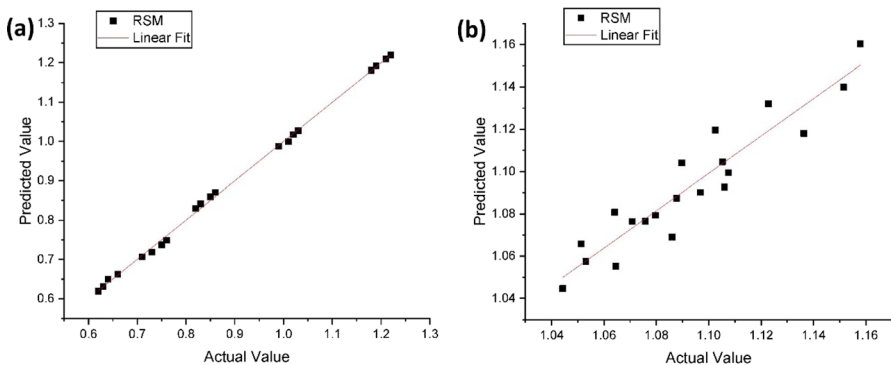 (a)
RSM
Linear Fit
1.3
1.2
1.1
1.0
0.9
0.8
0.7
0.6
Predicted Value
0.6 0.7 0.8 0.9 1.0 1.1 1.2 1.3
Actual Value
(b)
RSM
Linear Fit
1.16
1.14
1.12
1.10
1.08
1.06
1.04
Predicted Value
1.04 1.06 1.08 1.10 1.12 1.14 1.16
Actual Value